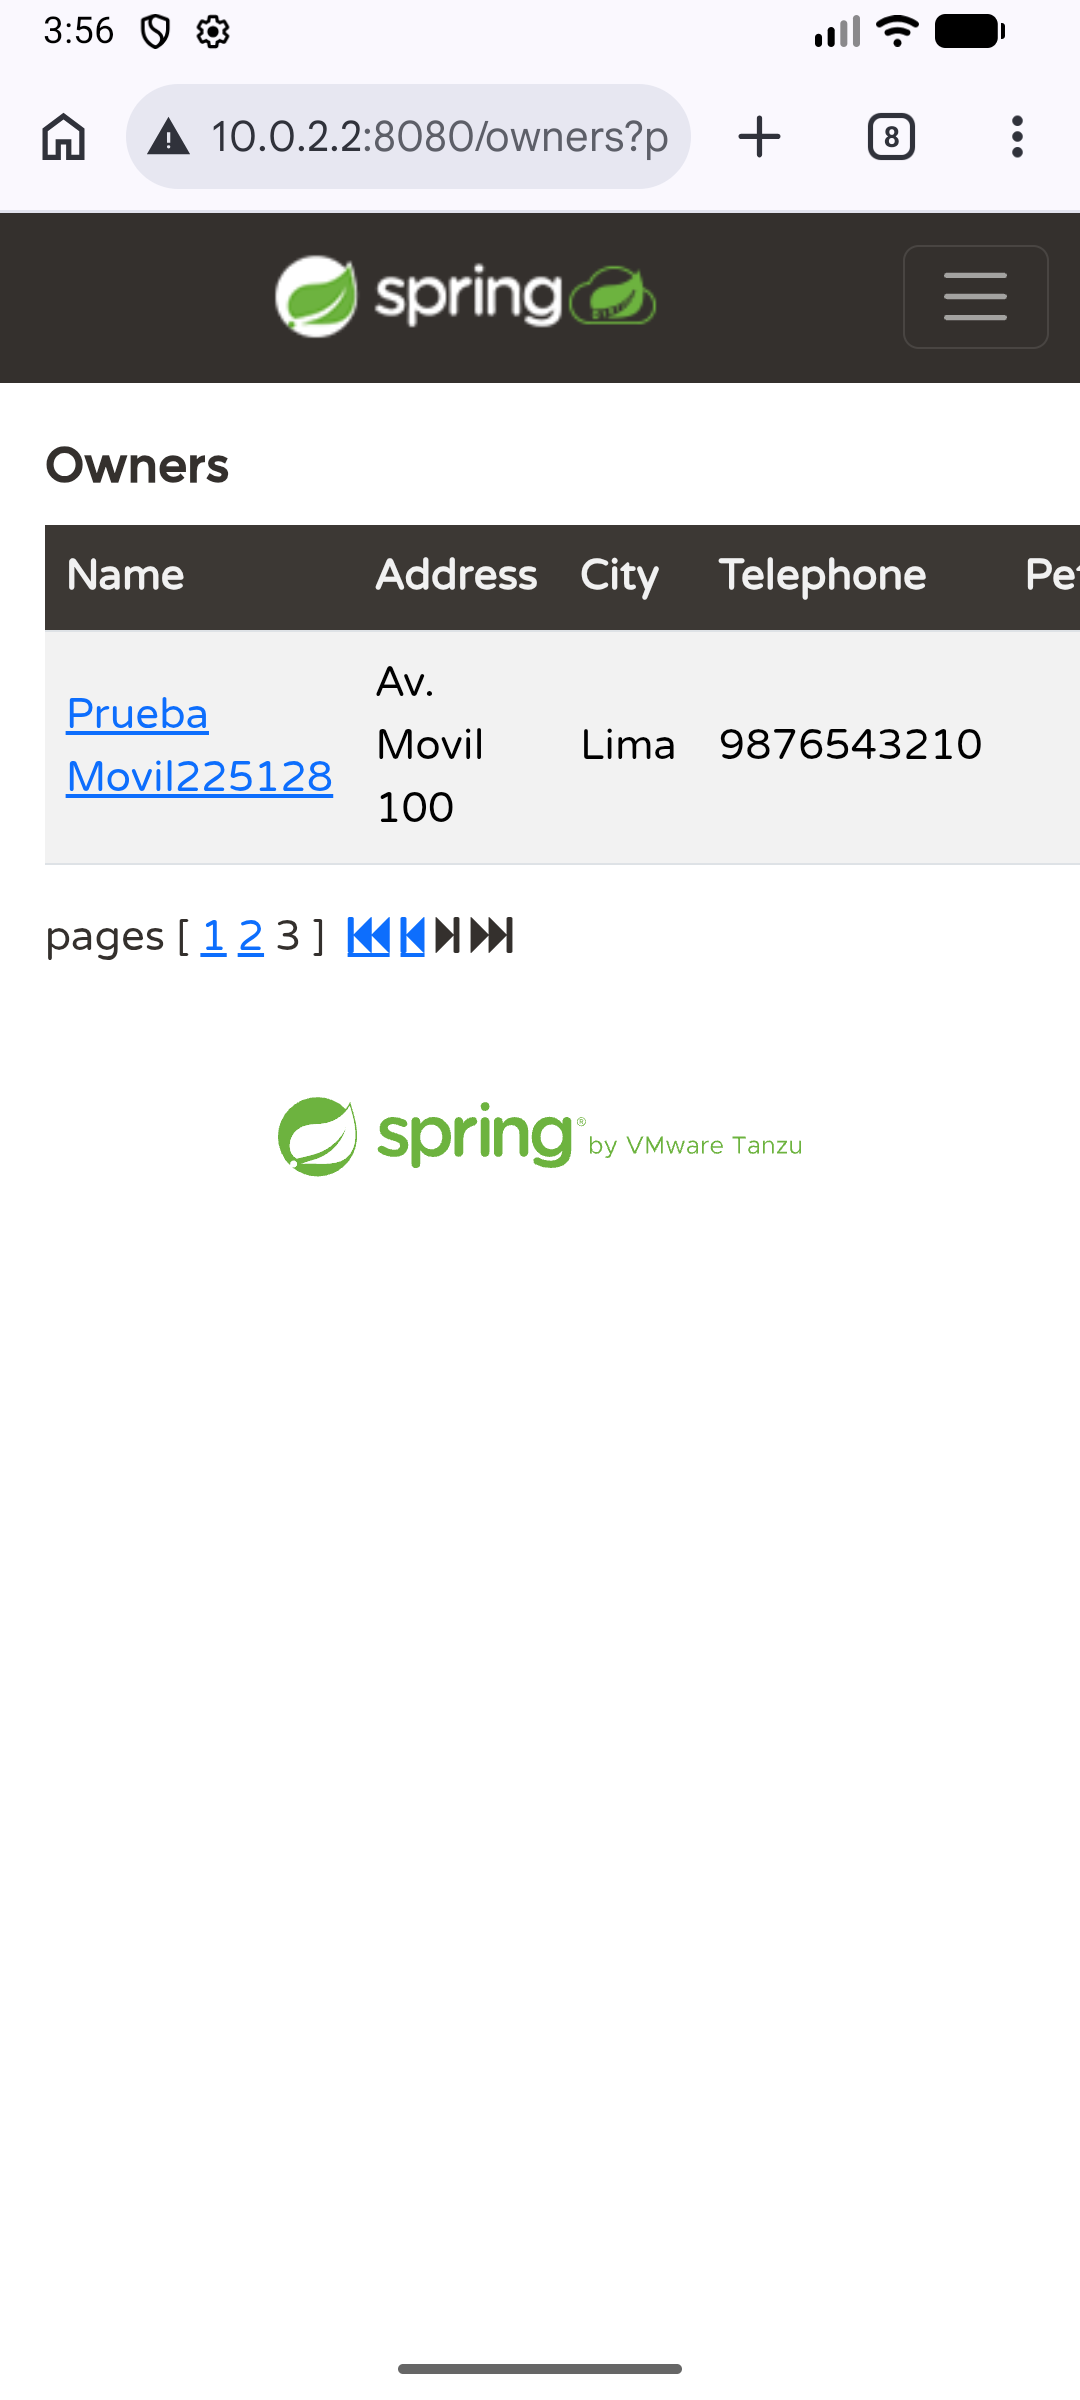 3:56
10.0.2.2:8080/owners?p
8
spring
Owners
Name Address City Telephone Pet
Prueba Movil225128 Av. Movil 100 Lima 9876543210
pages [ 1 2 3 ]
spring® by VMware Tanzu